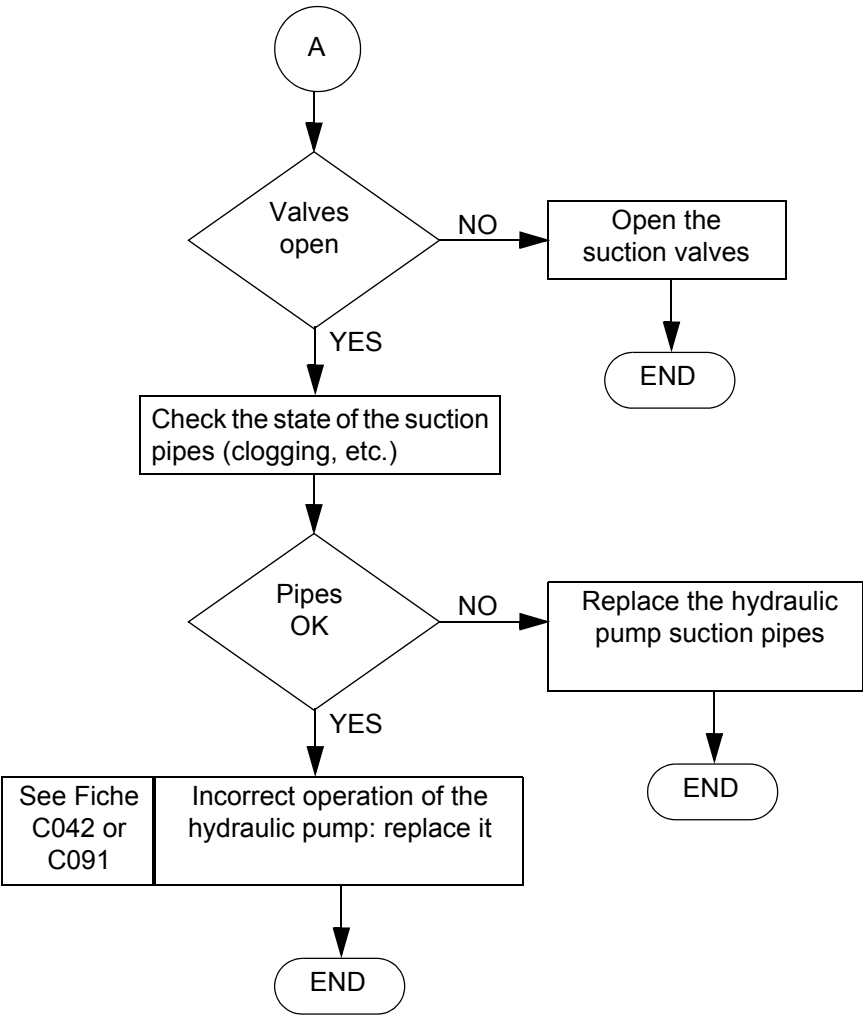 A
Valves
open
NO
Open the
suction valves
YES
END
Check the state of the suction
pipes (clogging, etc.)
Pipes
OK
NO
Replace the hydraulic
pump suction pipes
YES
END
See Fiche
C042 or
C091
Incorrect operation of the
hydraulic pump: replace it
END